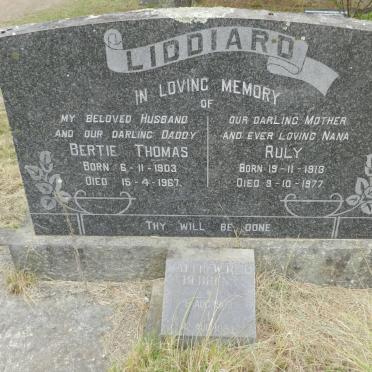 LIDDIARD
IN LOVING MEMORY
OF
MY BELOVED HUSBAND
AND OUR DARLING DADDY
BERTIE THOMAS
BORN 6-11-1903
DIED 15-4-1967.
OUR DARLING MOTHER
AND EVER LOVING NANA
RULY
BORN 19-11-1913
DIED 9-10-1977.
THY WILL BE DONE